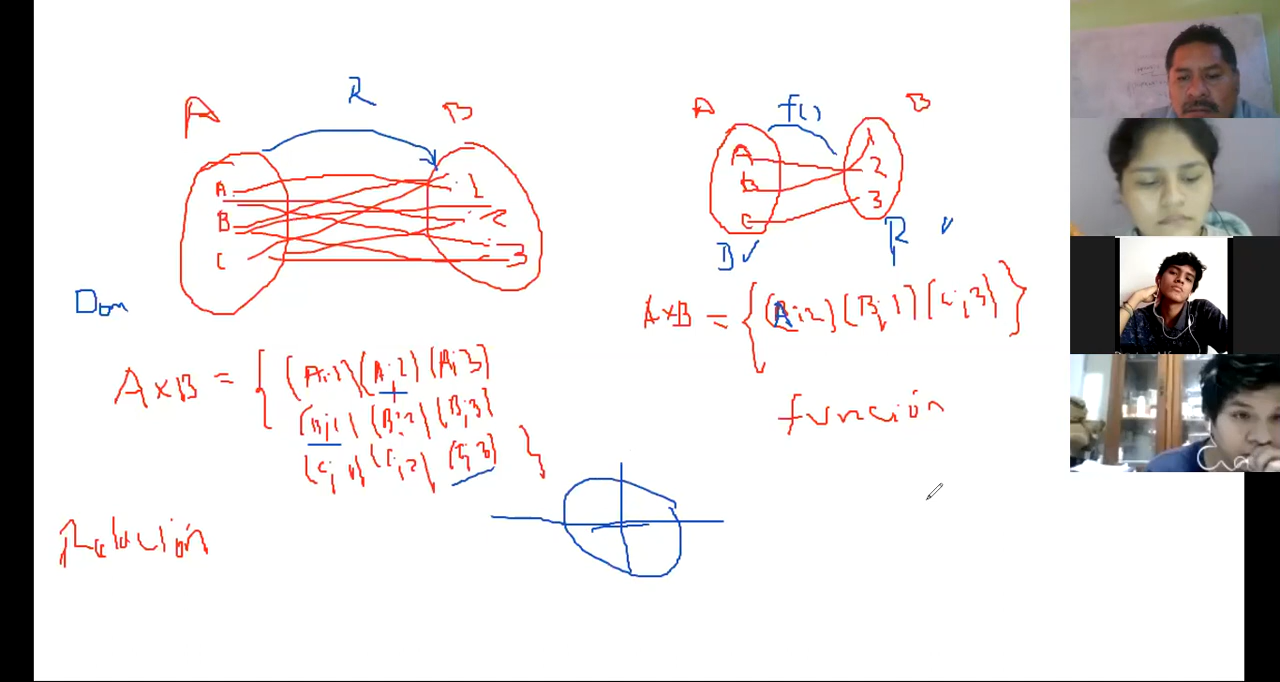 A R B
A 1
B 2
C 3
Dom
A x B = { (A;1) (A;2) (A;3)
(B;1) (B;2) (B;3)
(C;1) (C;2) (C;3) }
Relación
A f() B
A 1
B 2
C 3
R
A x B = { (A;2) (B;1) (C;3) }
función